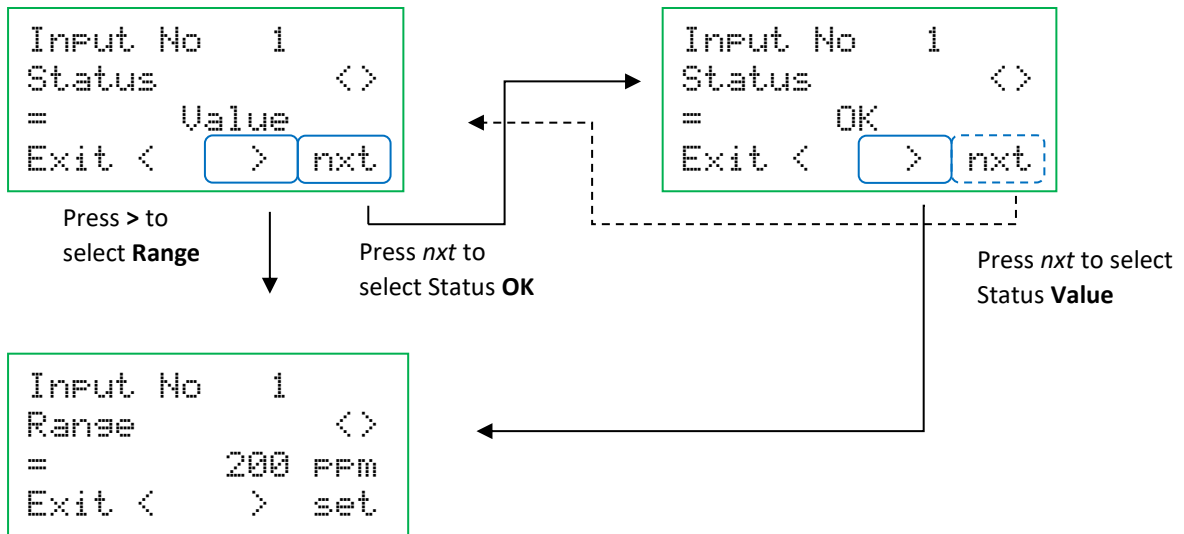 Input No 1
Status <>
= Value
Exit < > nxt
Input No 1
Status <>
= OK
Exit < > nxt
Press > to
select Range
Press nxt to
select Status OK
Press nxt to select
Status Value
Input No 1
Range <>
= 200 ppm
Exit < > set